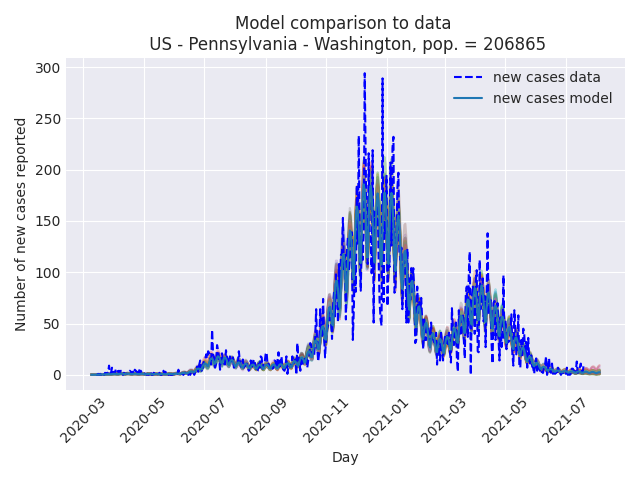 Model comparison to data
US - Pennsylvania - Washington, pop. = 206865
new cases data
new cases model
Number of new cases reported
300
250
200
150
100
50
0
2020-03
2020-05
2020-07
2020-09
2020-11
2021-01
2021-03
2021-05
2021-07
Day